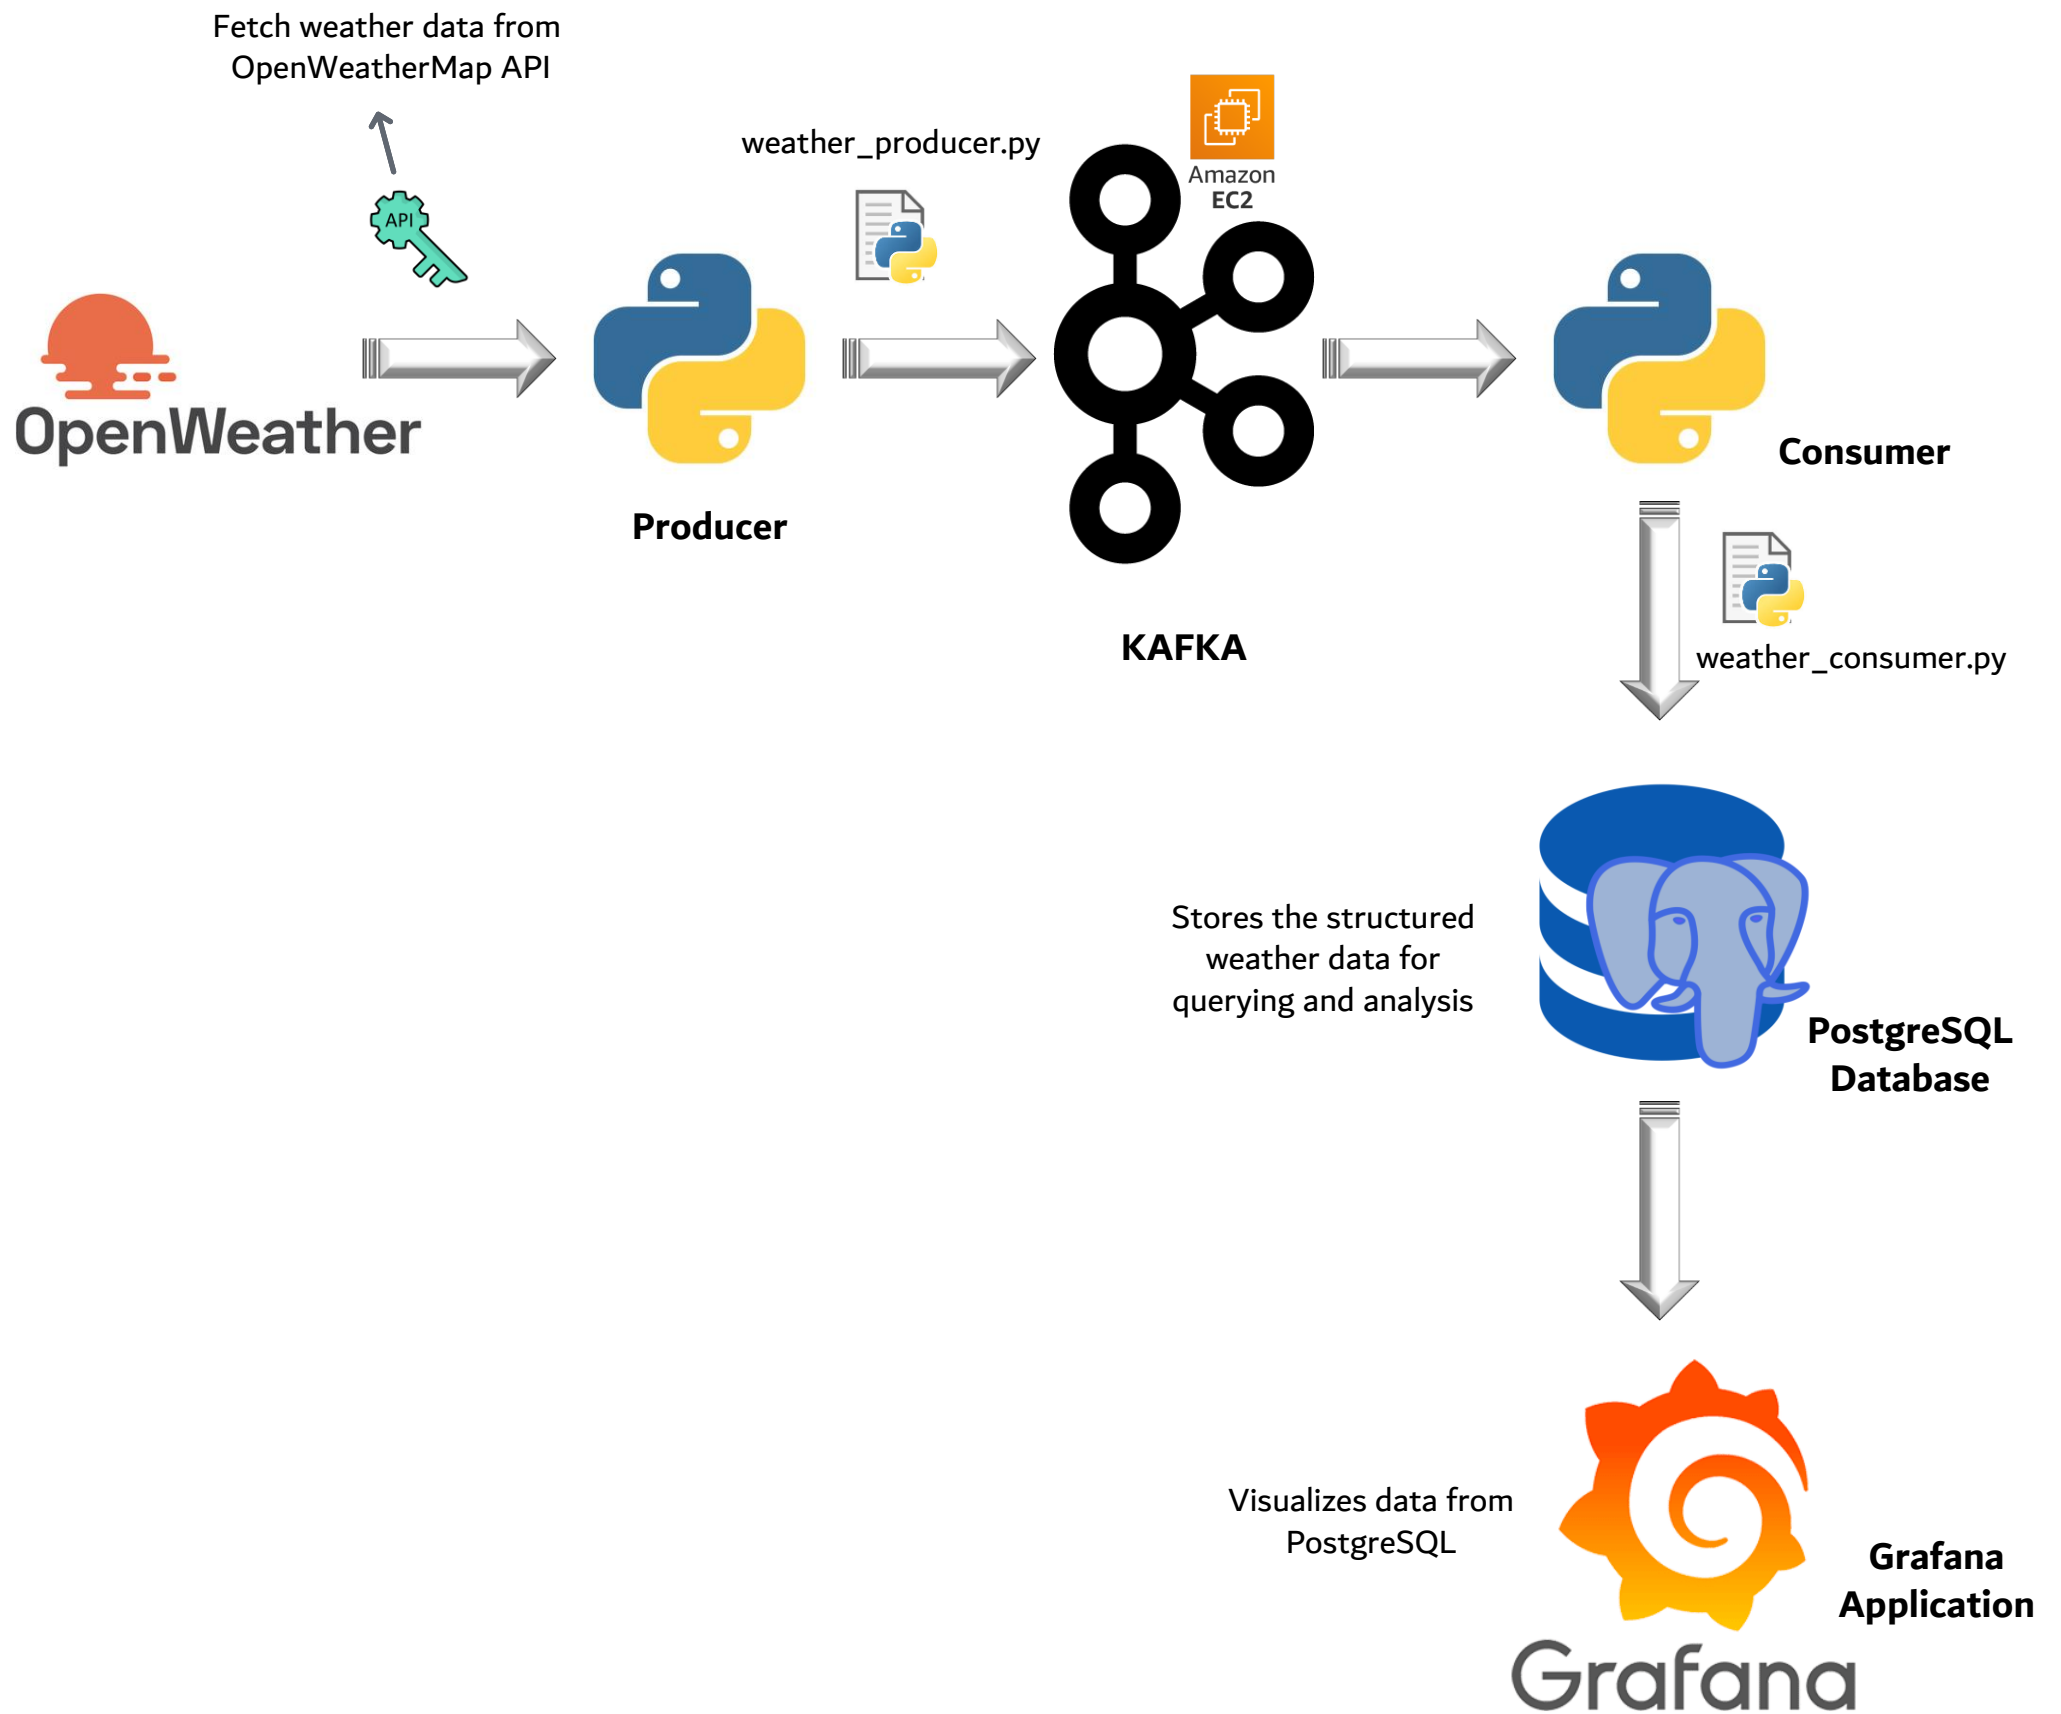 Fetch weather data from
OpenWeatherMap API
API
OpenWeather
Producer
weather_producer.py
Amazon
EC2
KAFKA
Consumer
weather_consumer.py
Stores the structured
weather data for
querying and analysis
PostgreSQL
Database
Visualizes data from
PostgreSQL
Grafana
Application
Grafana